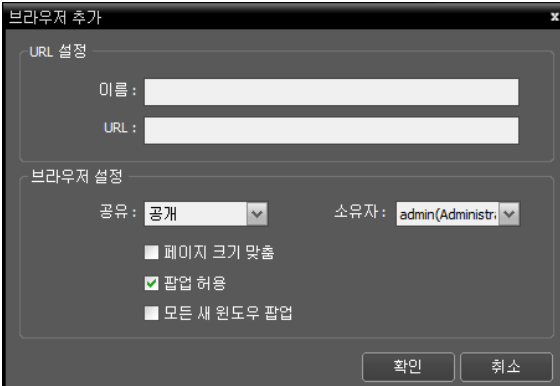 브라우저 추가 x
URL 설정
이름 :
URL :
브라우저 설정
공유 : 공개 소유자 : admin(Administr
페이지 크기 맞춤
팝업 허용
모든 새 윈도우 팝업
확인 취소